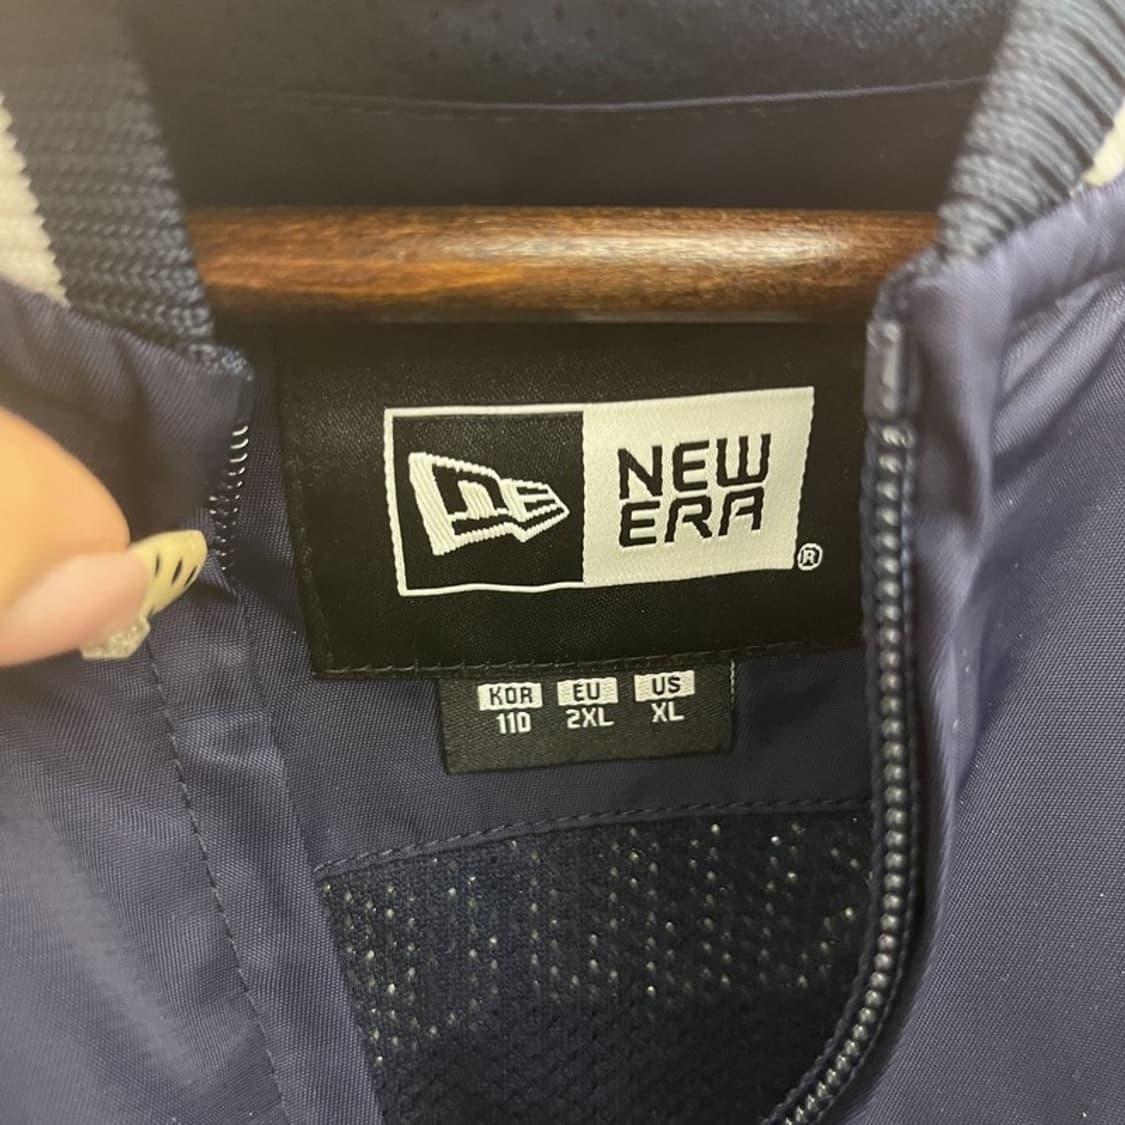 NEW
ERA
®
KOR EU US
110 2XL XL